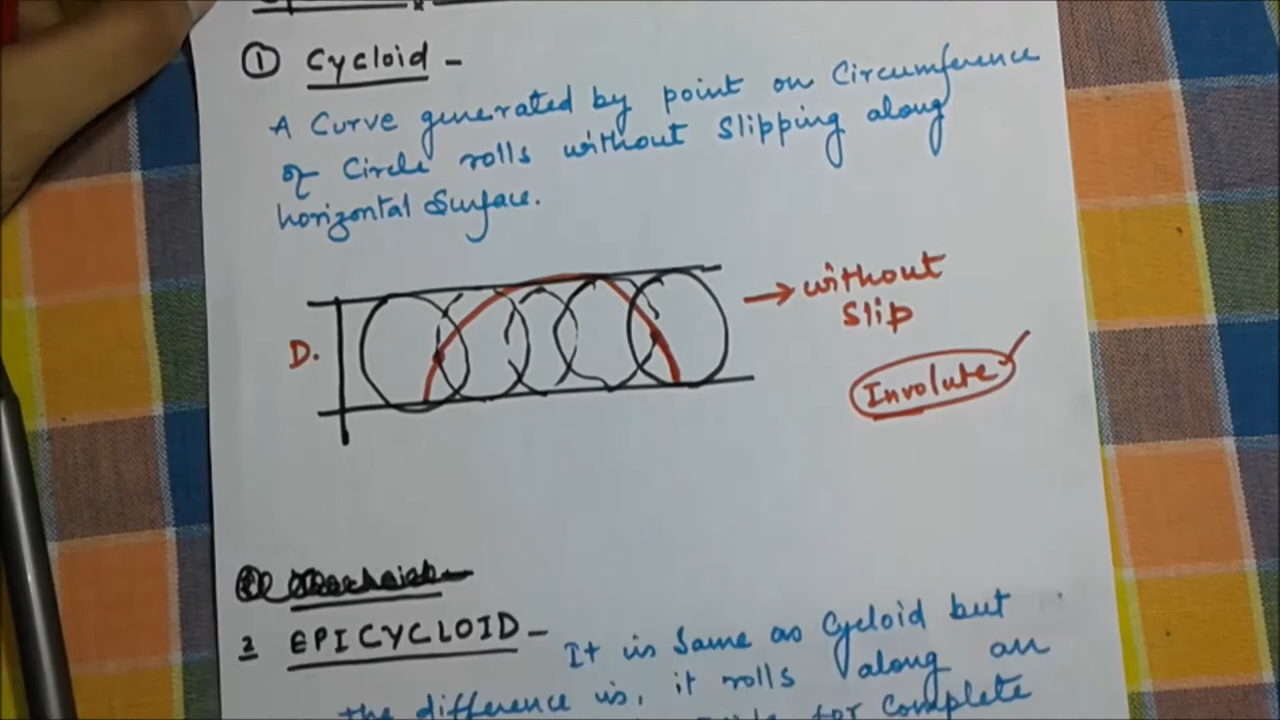 ① Cycloid -
A Curve generated by point on Circumference
of Circle rolls without Slipping along
horizontal Surface.
D.
→ without
Slip
Involute
2 EPICYCLOID - It is Same as Cycloid but
the difference is, it rolls along an
for Complete